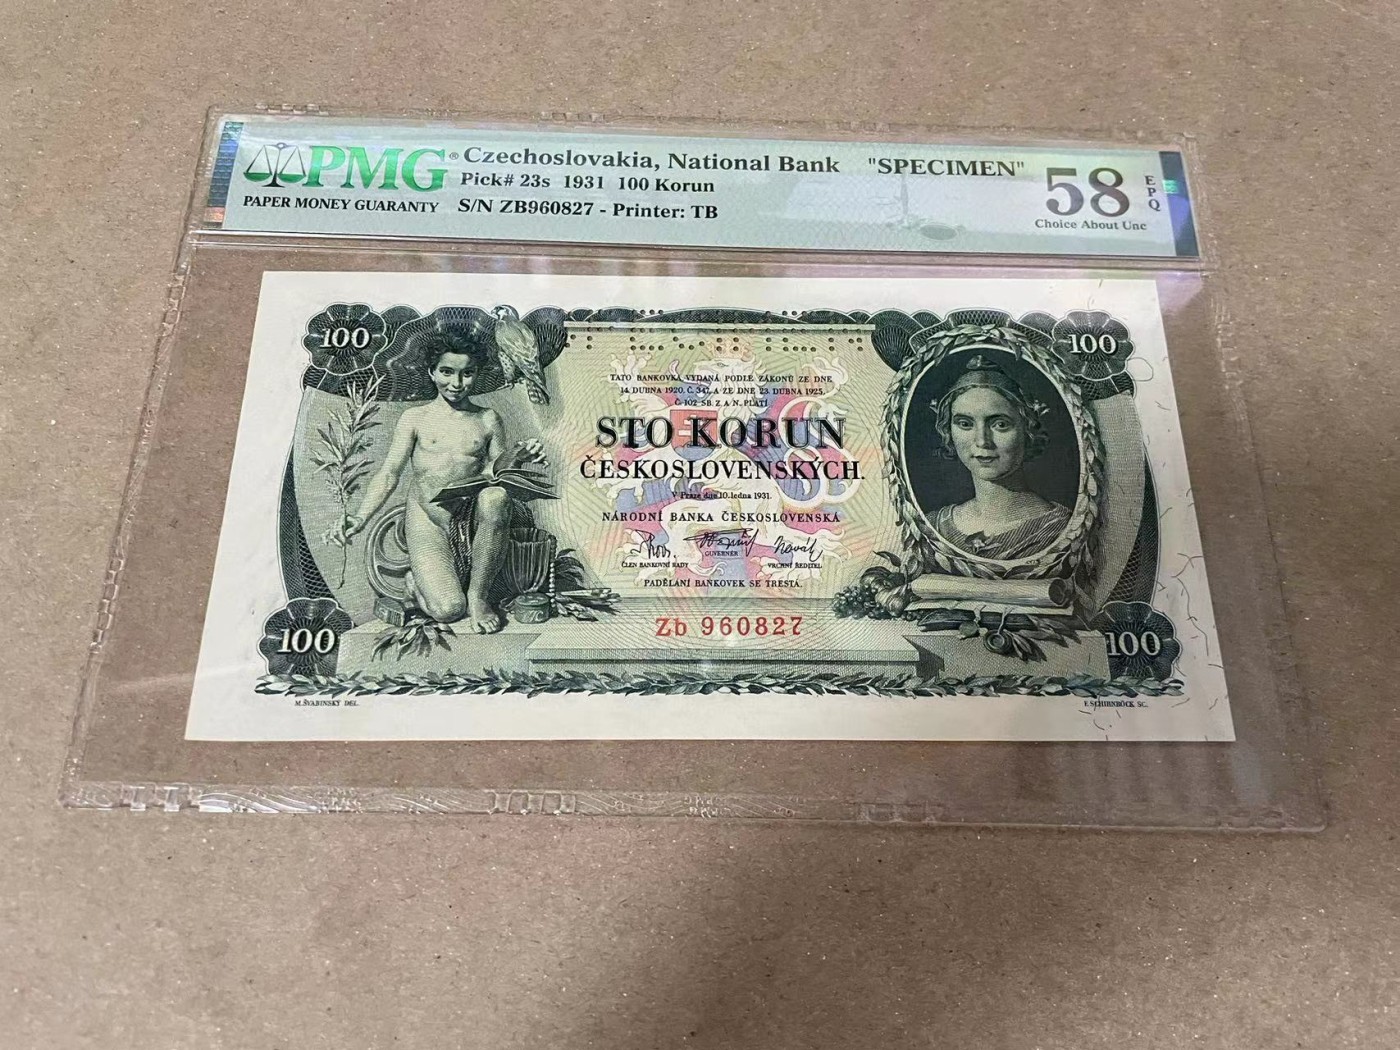 PMG® Czechoslovakia, National Bank "SPECIMEN" 58 EPQ
Pick# 23s 1931 100 Korun
PAPER MONEY GUARANTY S/N ZB960827 - Printer: TB Choice About Unc
100 100
TATO BANKOVKA VYDANÁ PODLE ZÁKONŮ ZE DNE
14. DUBNA 1920, Č. 347, A ZE DNE 23. DUBNA 1925,
Č. 102 SB. Z. A N., PLATÍ
STO KORUN
ČESKOSLOVENSKÝCH.
V Praze dne 10. ledna 1931.
NÁRODNÍ BANKA ČESKOSLOVENSKÁ
ČLEN BANKOVNÍ RADY GUVERNÉR VRCHNÍ ŘEDITEL
PADĚLÁNÍ BANKOVEK SE TRESTÁ.
Zb 960827
100 100
M. ŠVABINSKÝ DEL. F. SCHIRNBÖCK SC.